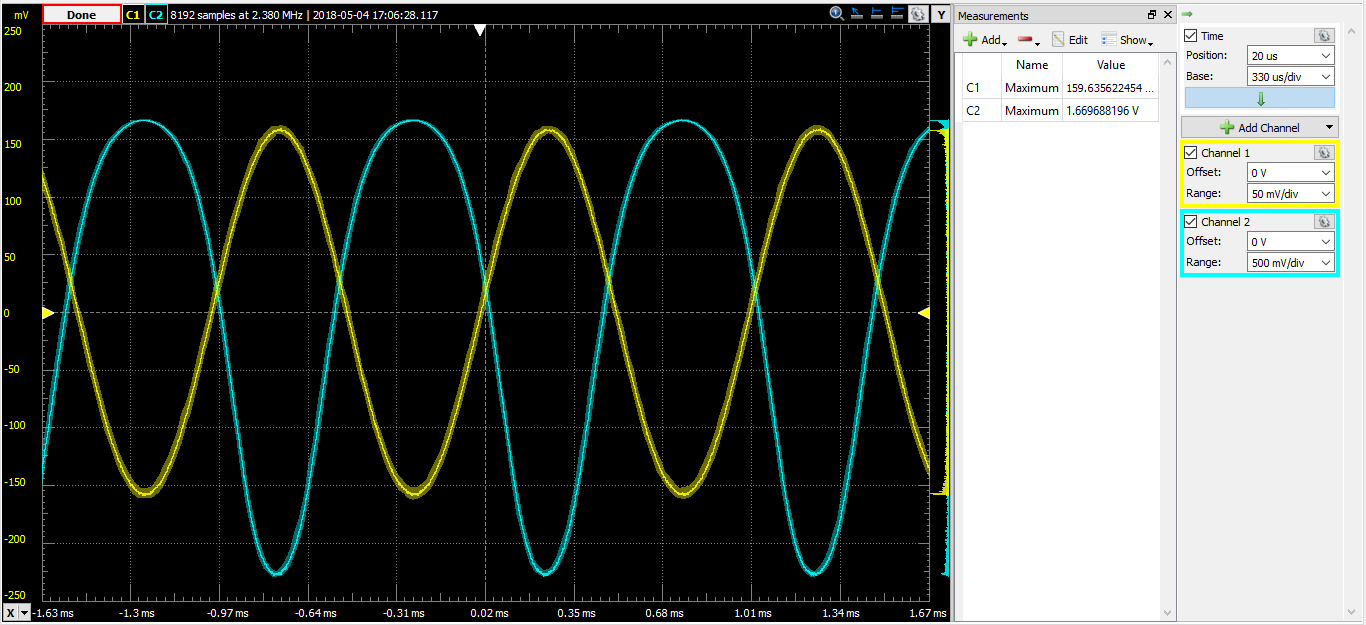 mV Done C1 C2 8192 samples at 2.380 MHz | 2018-05-04 17:06:28.117 Y
250
200
150
100
50
0
-50
-100
-150
-200
-250
X -1.63 ms -1.3 ms -0.97 ms -0.64 ms -0.31 ms 0.02 ms 0.35 ms 0.68 ms 1.01 ms 1.34 ms 1.67 ms
Measurements
Add Edit Show
Name Value
C1 Maximum 159.635622454 ...
C2 Maximum 1.669688196 V
Time
Position: 20 us
Base: 330 us/div
Add Channel
Channel 1
Offset: 0 V
Range: 50 mV/div
Channel 2
Offset: 0 V
Range: 500 mV/div